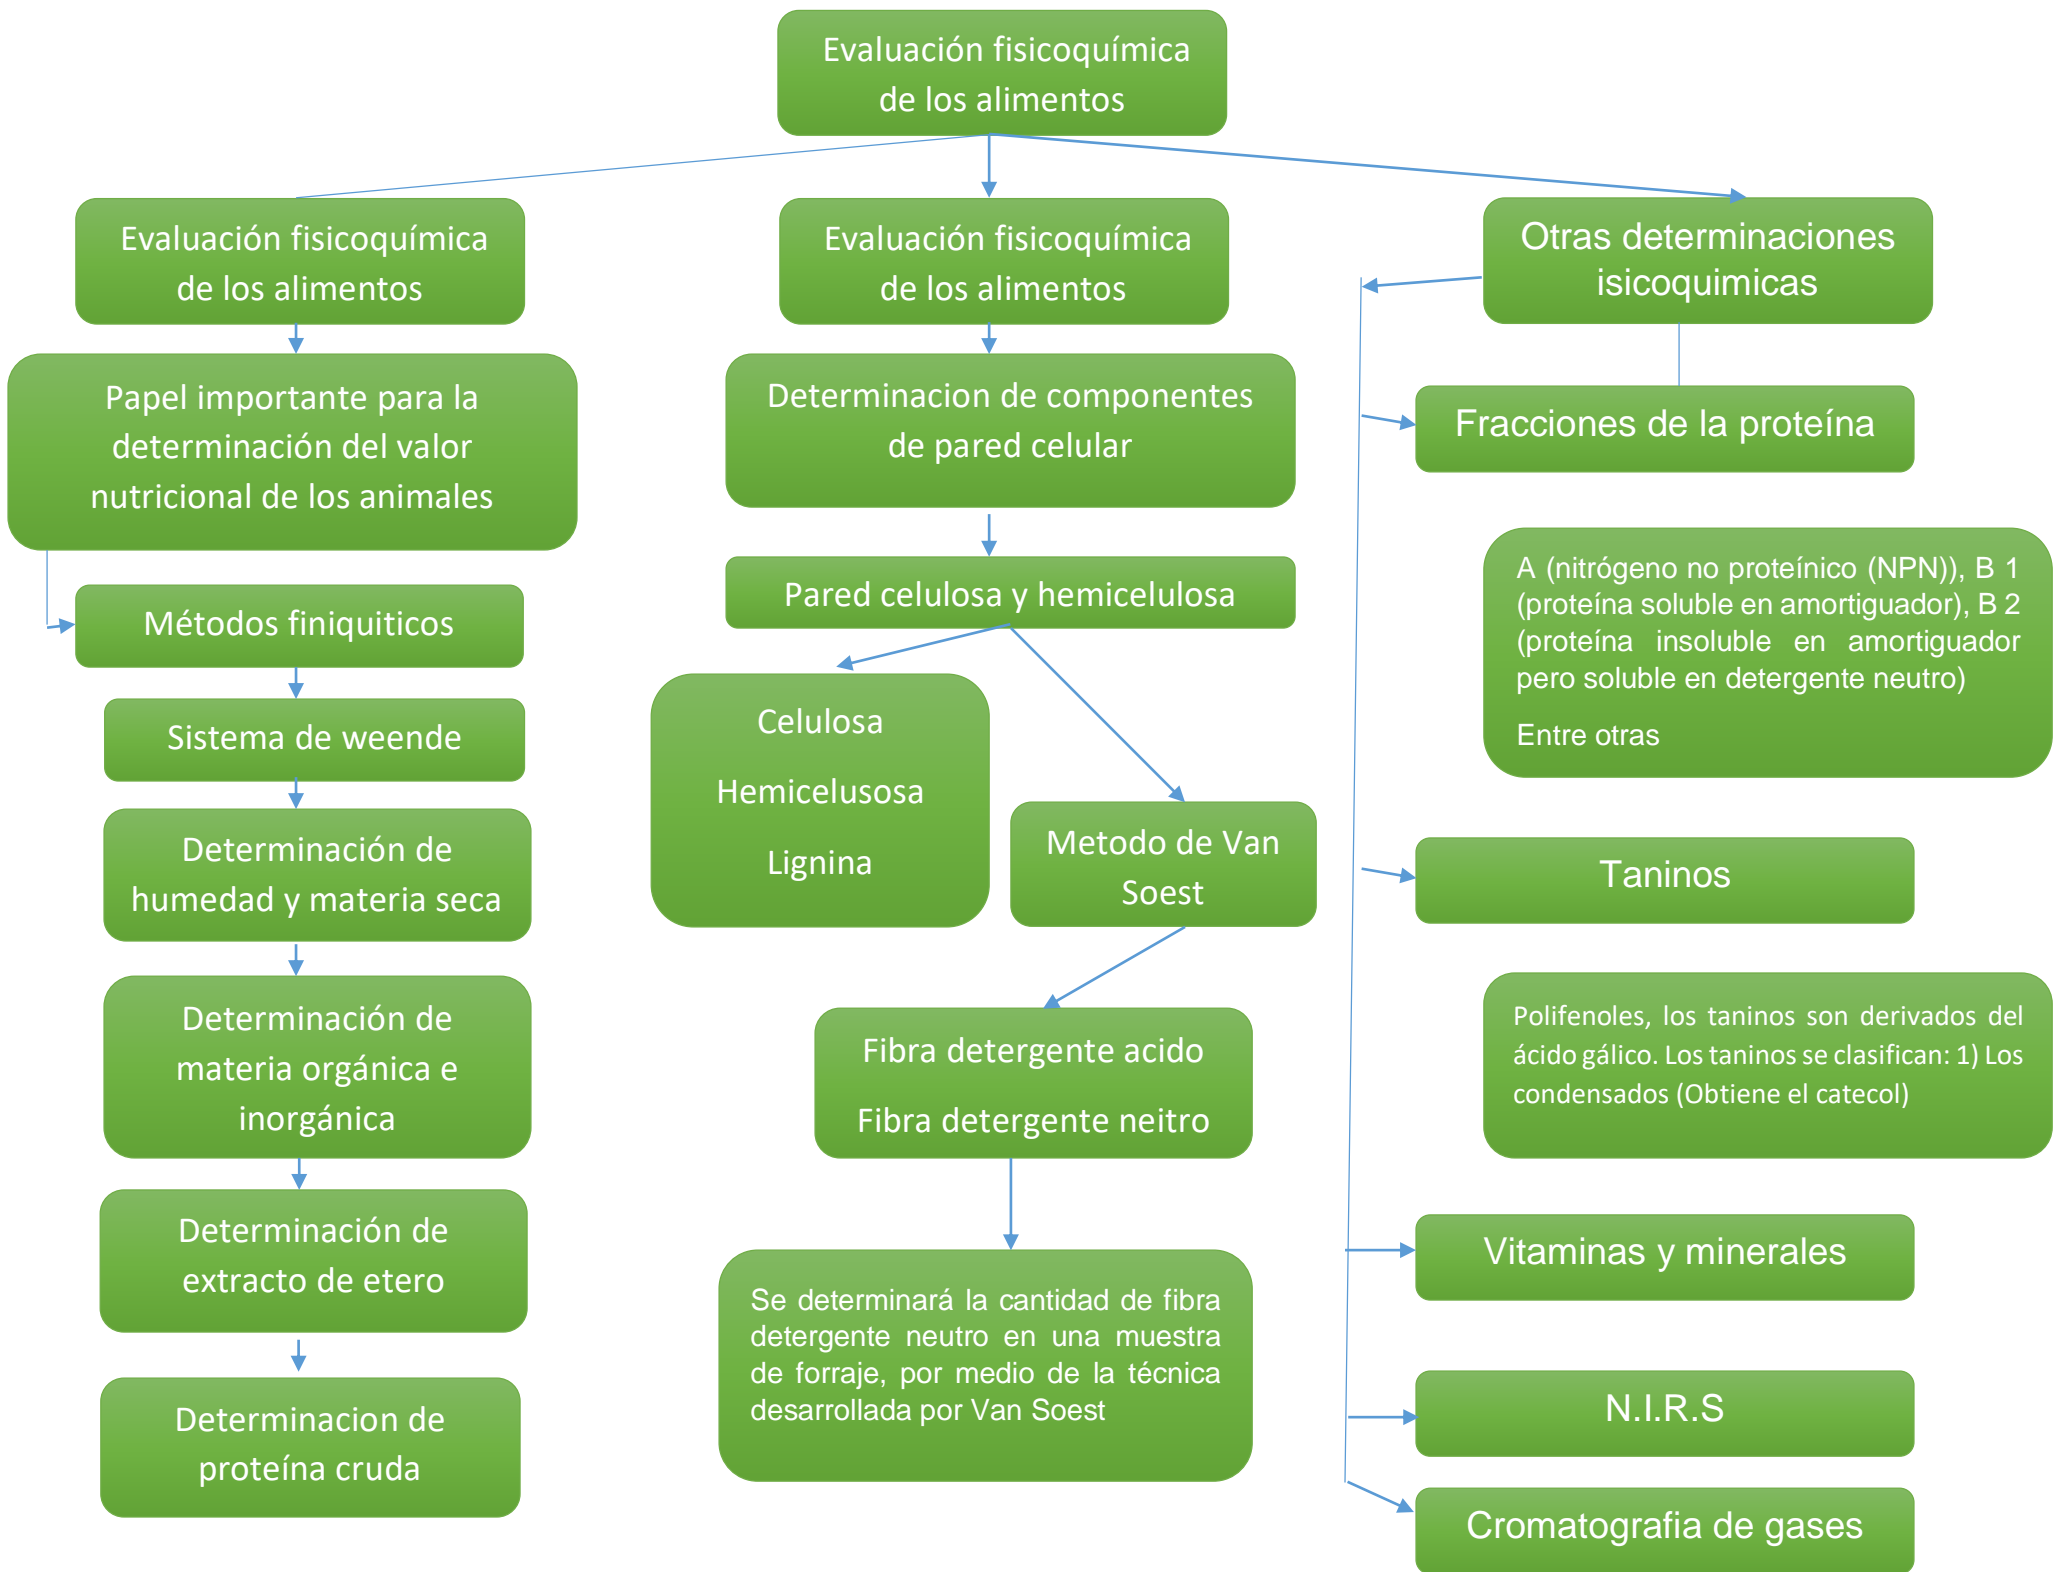 Evaluación fisicoquímica
de los alimentos
Evaluación fisicoquímica
de los alimentos
Papel importante para la
determinación del valor
nutricional de los animales
Métodos finiquiticos
Sistema de weende
Determinación de
humedad y materia seca
Determinación de
materia orgánica e
inorgánica
Determinación de
extracto de etero
Determinacion de
proteína cruda
Evaluación fisicoquímica
de los alimentos
Determinacion de componentes
de pared celular
Pared celulosa y hemicelulosa
Celulosa
Hemicelusosa
Lignina
Metodo de Van
Soest
Fibra detergente acido
Fibra detergente neitro
Se determinará la cantidad de fibra
detergente neutro en una muestra
de forraje, por medio de la técnica
desarrollada por Van Soest
Otras determinaciones
isicoquimicas
Fracciones de la proteína
A (nitrógeno no proteínico (NPN)), B 1
(proteína soluble en amortiguador), B 2
(proteína insoluble en amortiguador
pero soluble en detergente neutro)
Entre otras
Taninos
Polifenoles, los taninos son derivados del
ácido gálico. Los taninos se clasifican: 1) Los
condensados (Obtiene el catecol)
Vitaminas y minerales
N.I.R.S
Cromatografia de gases